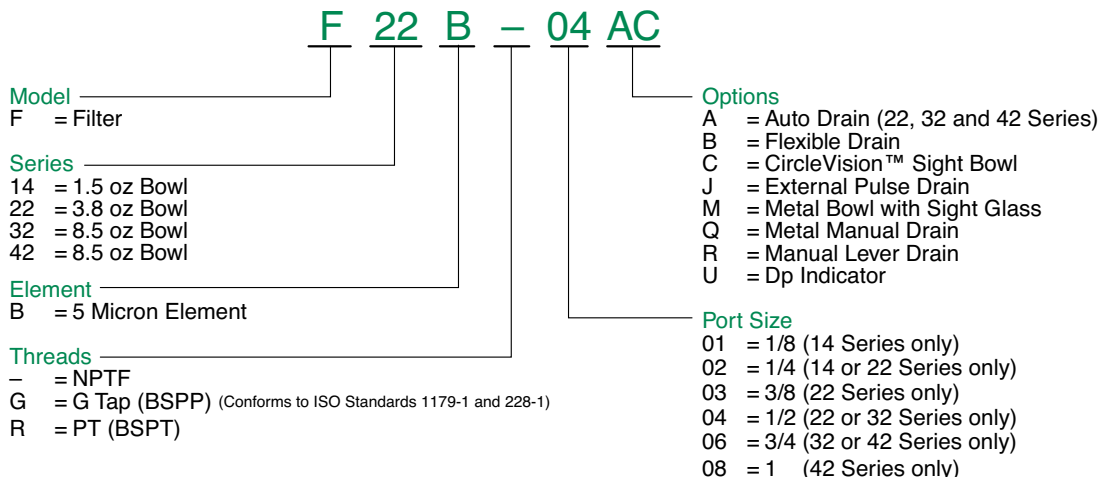 F 22 B – 04 AC
Model
F = Filter
Series
14 = 1.5 oz Bowl
22 = 3.8 oz Bowl
32 = 8.5 oz Bowl
42 = 8.5 oz Bowl
Element
B = 5 Micron Element
Threads
– = NPTF
G = G Tap (BSPP) (Conforms to ISO Standards 1179-1 and 228-1)
R = PT (BSPT)
Options
A = Auto Drain (22, 32 and 42 Series)
B = Flexible Drain
C = CircleVision™ Sight Bowl
J = External Pulse Drain
M = Metal Bowl with Sight Glass
Q = Metal Manual Drain
R = Manual Lever Drain
U = Dp Indicator
Port Size
01 = 1/8 (14 Series only)
02 = 1/4 (14 or 22 Series only)
03 = 3/8 (22 Series only)
04 = 1/2 (22 or 32 Series only)
06 = 3/4 (32 or 42 Series only)
08 = 1 (42 Series only)